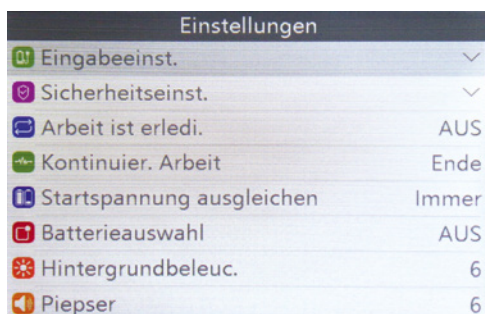 Einstellungen
Eingabeeinst.
Sicherheitseinst.
Arbeit ist erledi. AUS
Kontinuier. Arbeit Ende
Startspannung ausgleichen Immer
Batterieauswahl AUS
Hintergrundbeleuc. 6
Piepser 6